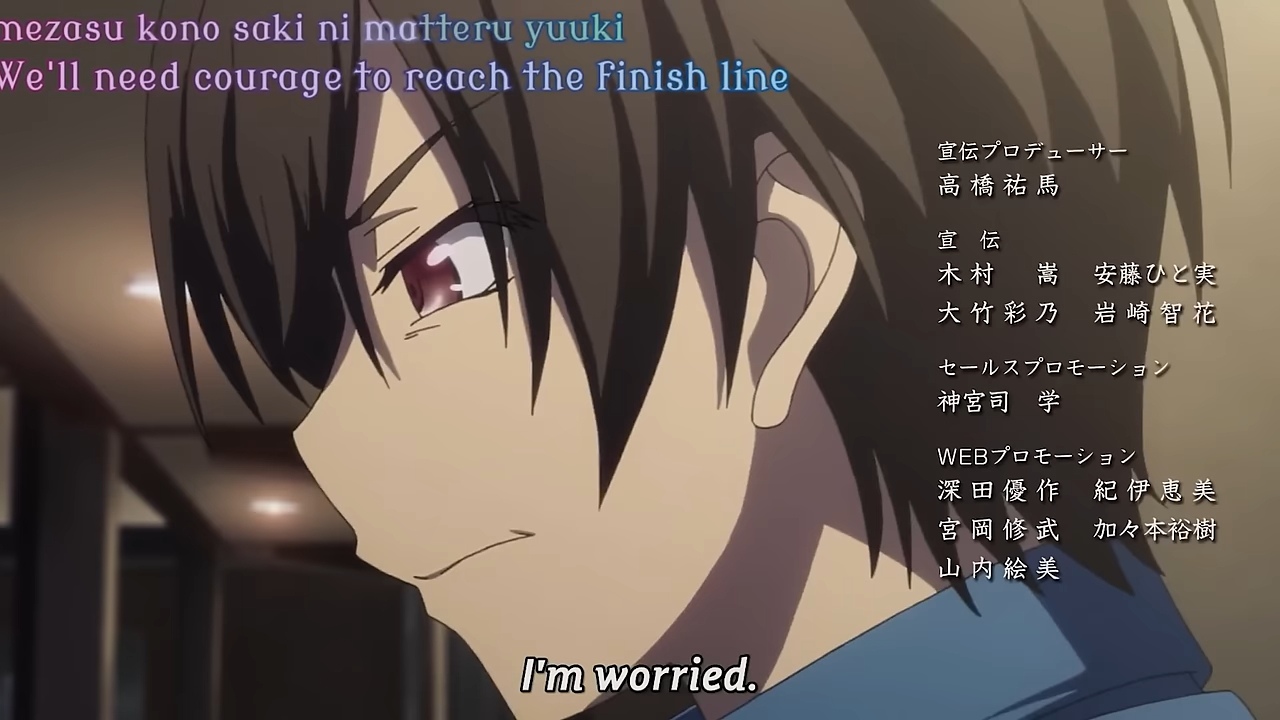 mezasu kono saki ni matteru yuuki
We'll need courage to reach the finish line
宣伝プロデューサー
高橋祐馬
宣 伝
木村 嵩 安藤ひと実
大竹彩乃 岩崎智花
セールスプロモーション
神宮司 学
WEBプロモーション
深田優作 紀伊恵美
宮岡修武 加々本裕樹
山内絵美
I'm worried.